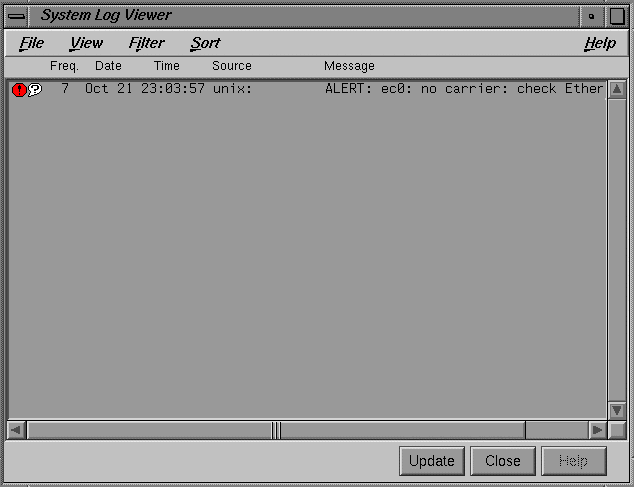 System Log Viewer
File View Filter Sort Help
Freq. Date Time Source Message
7 Oct 21 23:03:57 unix: ALERT: ec0: no carrier: check Ether
Update Close Help